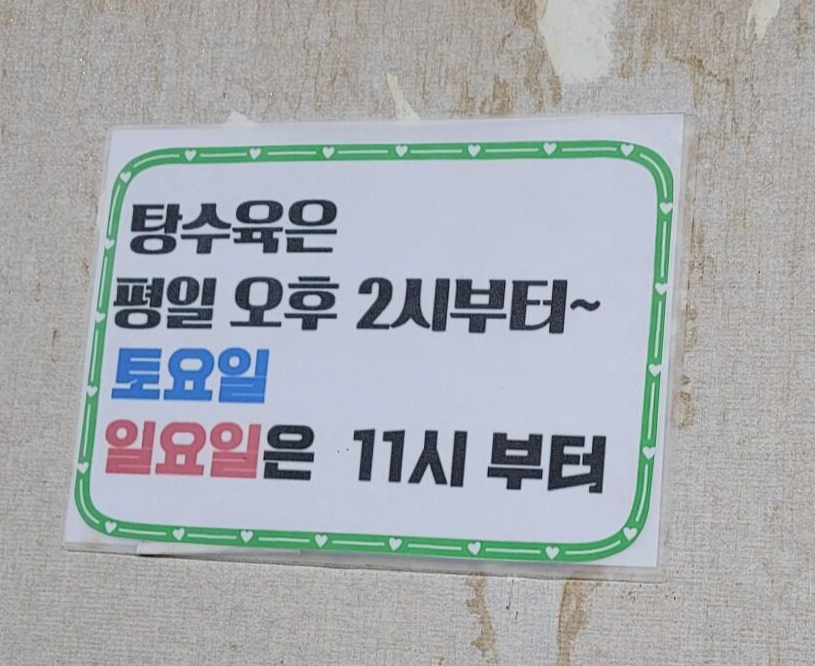 탕수육은
평일 오후 2시부터~
토요일
일요일은 11시 부터